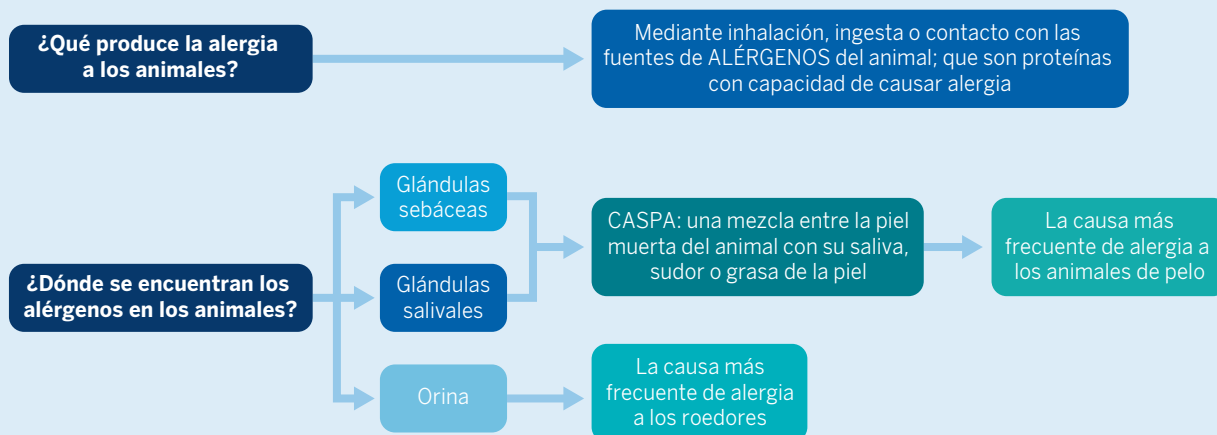 ¿Qué produce la alergia
a los animales?
Mediante inhalación, ingesta o contacto con las
fuentes de ALÉRGENOS del animal; que son proteínas
con capacidad de causar alergia
¿Dónde se encuentran los
alérgenos en los animales?
Glándulas
sebáceas
Glándulas
salivales
CASPA: una mezcla entre la piel
muerta del animal con su saliva,
sudor o grasa de la piel
La causa más
frecuente de alergia a
los animales de pelo
Orina
La causa más
frecuente de alergia
a los roedores